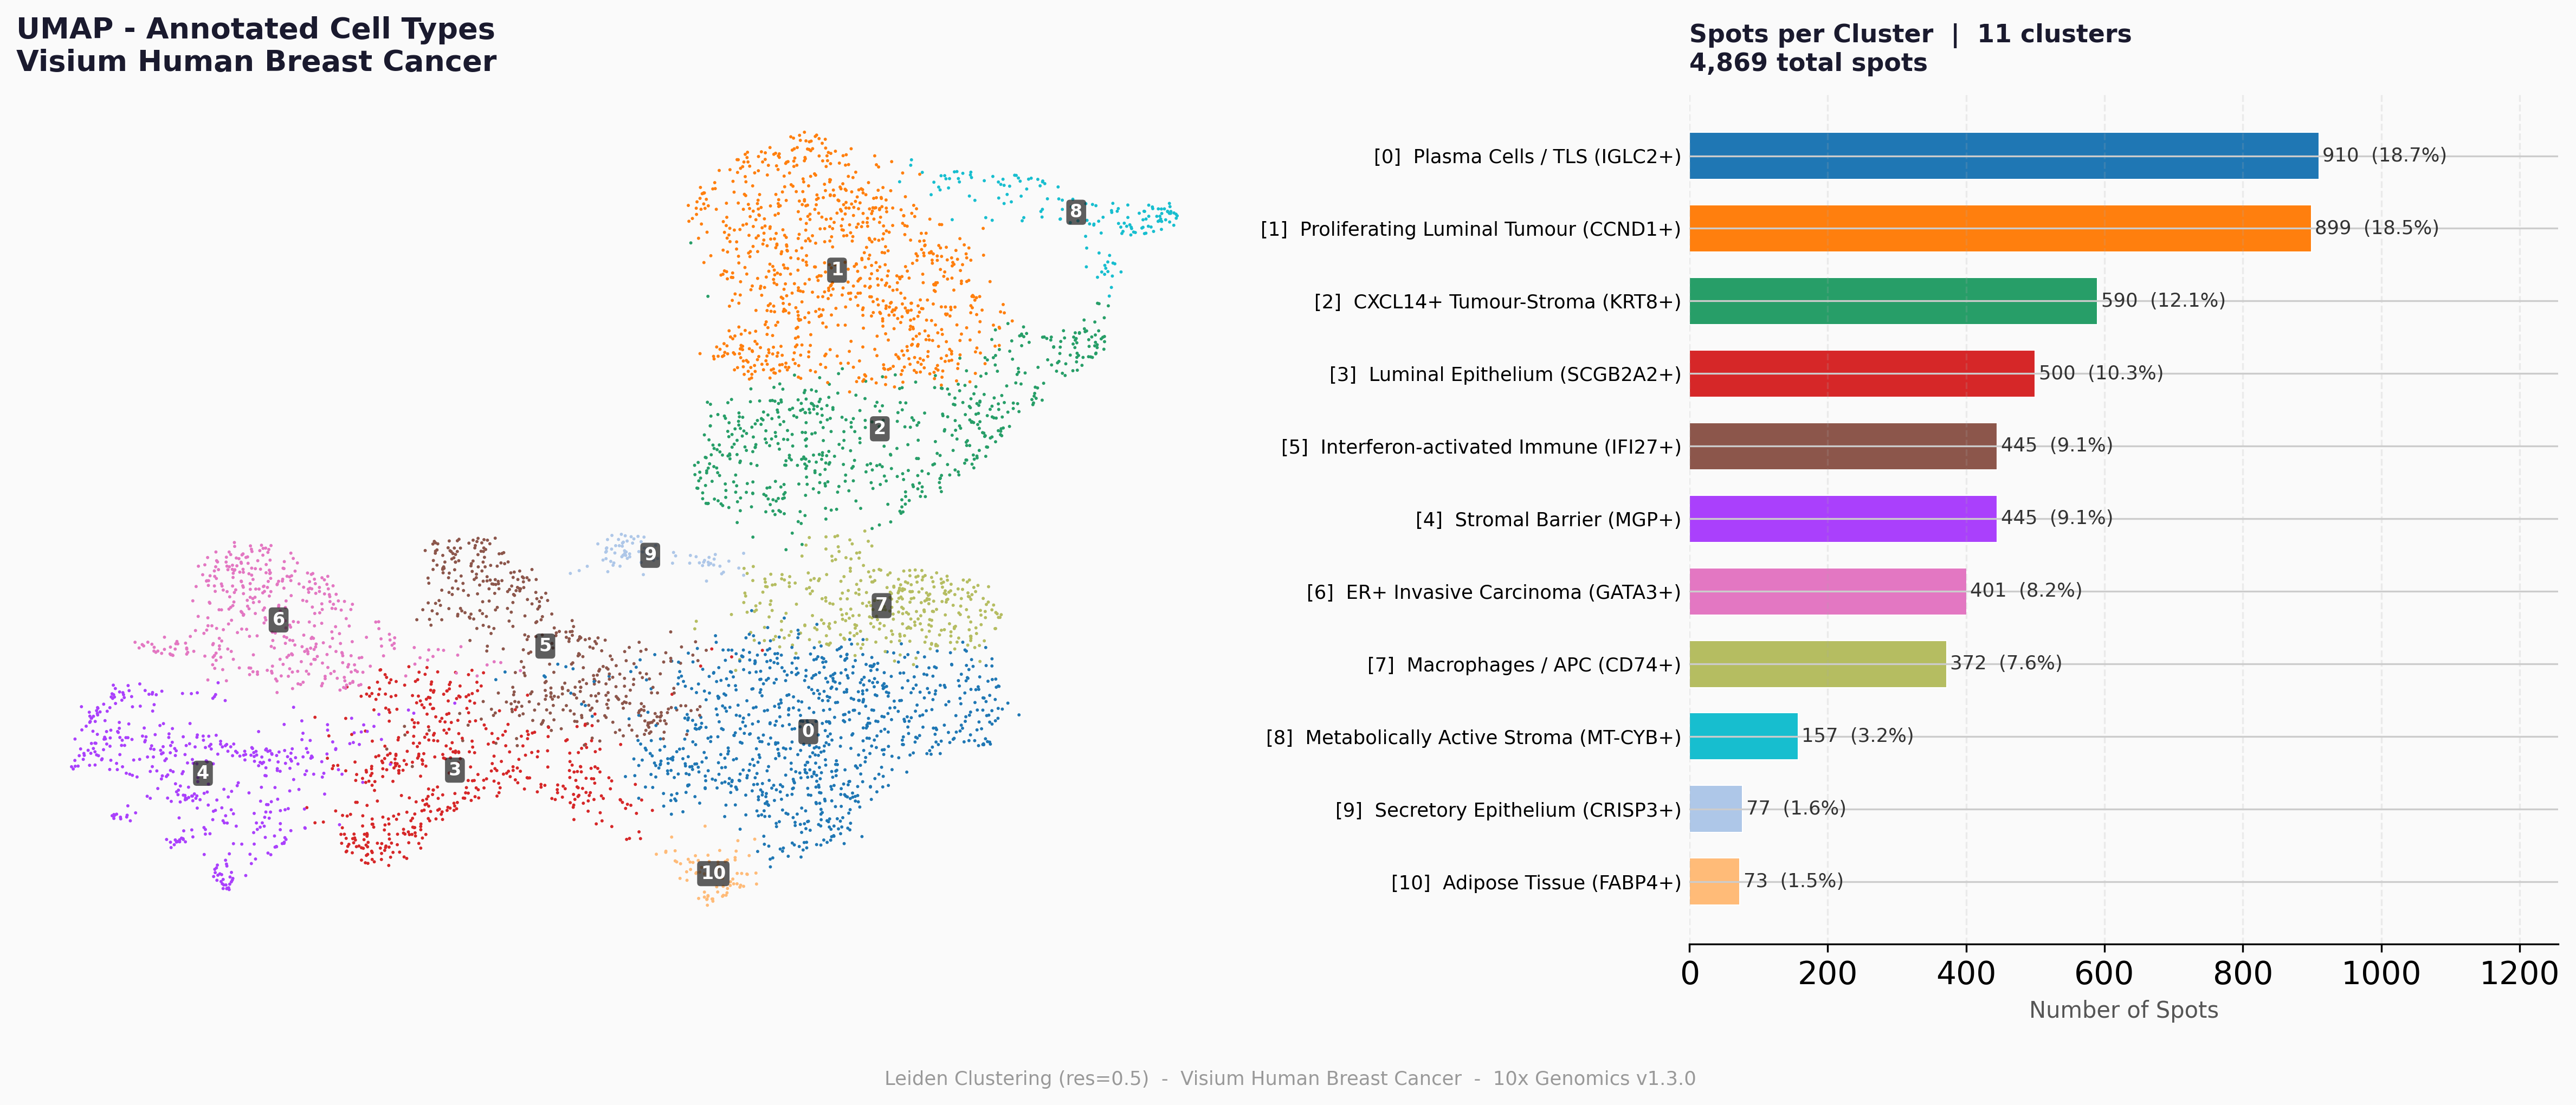 UMAP - Annotated Cell Types
Visium Human Breast Cancer
1
8
2
9
7
6
5
0
4
3
10
Spots per Cluster | 11 clusters
4,869 total spots
[0] Plasma Cells / TLS (IGLC2+)
910 (18.7%)
[1] Proliferating Luminal Tumour (CCND1+)
899 (18.5%)
[2] CXCL14+ Tumour-Stroma (KRT8+)
590 (12.1%)
[3] Luminal Epithelium (SCGB2A2+)
500 (10.3%)
[5] Interferon-activated Immune (IFI27+)
445 (9.1%)
[4] Stromal Barrier (MGP+)
445 (9.1%)
[6] ER+ Invasive Carcinoma (GATA3+)
401 (8.2%)
[7] Macrophages / APC (CD74+)
372 (7.6%)
[8] Metabolically Active Stroma (MT-CYB+)
157 (3.2%)
[9] Secretory Epithelium (CRISP3+)
77 (1.6%)
[10] Adipose Tissue (FABP4+)
73 (1.5%)
0 200 400 600 800 1000 1200
Number of Spots
Leiden Clustering (res=0.5) - Visium Human Breast Cancer - 10x Genomics v1.3.0